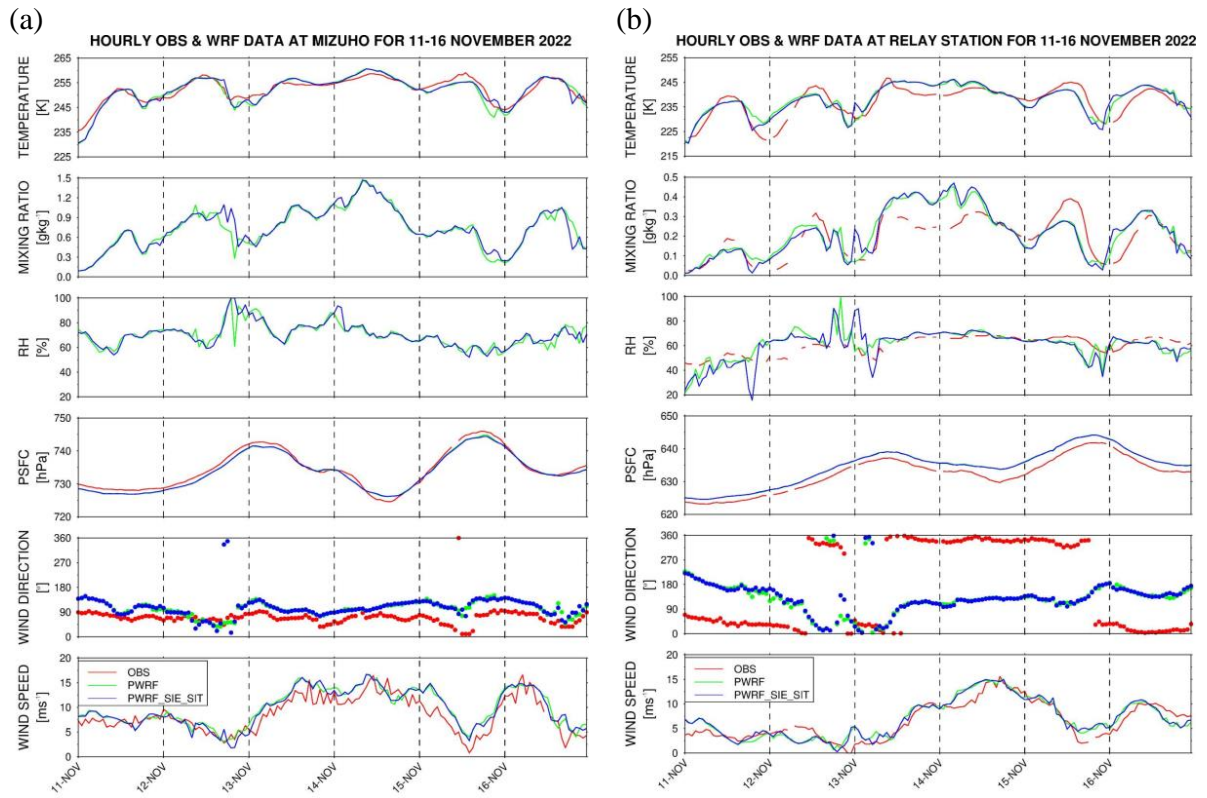 (a)
HOURLY OBS & WRF DATA AT MIZUHO FOR 11-16 NOVEMBER 2022
TEMPERATURE
[K]
265
255
245
235
225
MIXING RATIO
[gkg⁻¹]
1.5
1.2
0.9
0.6
0.3
0.0
RH
[%]
100
80
60
40
20
PSFC
[hPa]
750
740
730
720
WIND DIRECTION
[°]
360
270
180
90
0
WIND SPEED
[ms⁻¹]
20
15
10
5
0
OBS
PWRF
PWRF_SIE_SIT
11-NOV
12-NOV
13-NOV
14-NOV
15-NOV
16-NOV
(b)
HOURLY OBS & WRF DATA AT RELAY STATION FOR 11-16 NOVEMBER 2022
TEMPERATURE
[K]
255
245
235
225
215
MIXING RATIO
[gkg⁻¹]
0.5
0.4
0.3
0.2
0.1
0.0
RH
[%]
100
80
60
40
20
PSFC
[hPa]
650
640
630
620
WIND DIRECTION
[°]
360
270
180
90
0
WIND SPEED
[ms⁻¹]
20
15
10
5
0
OBS
PWRF
PWRF_SIE_SIT
11-NOV
12-NOV
13-NOV
14-NOV
15-NOV
16-NOV